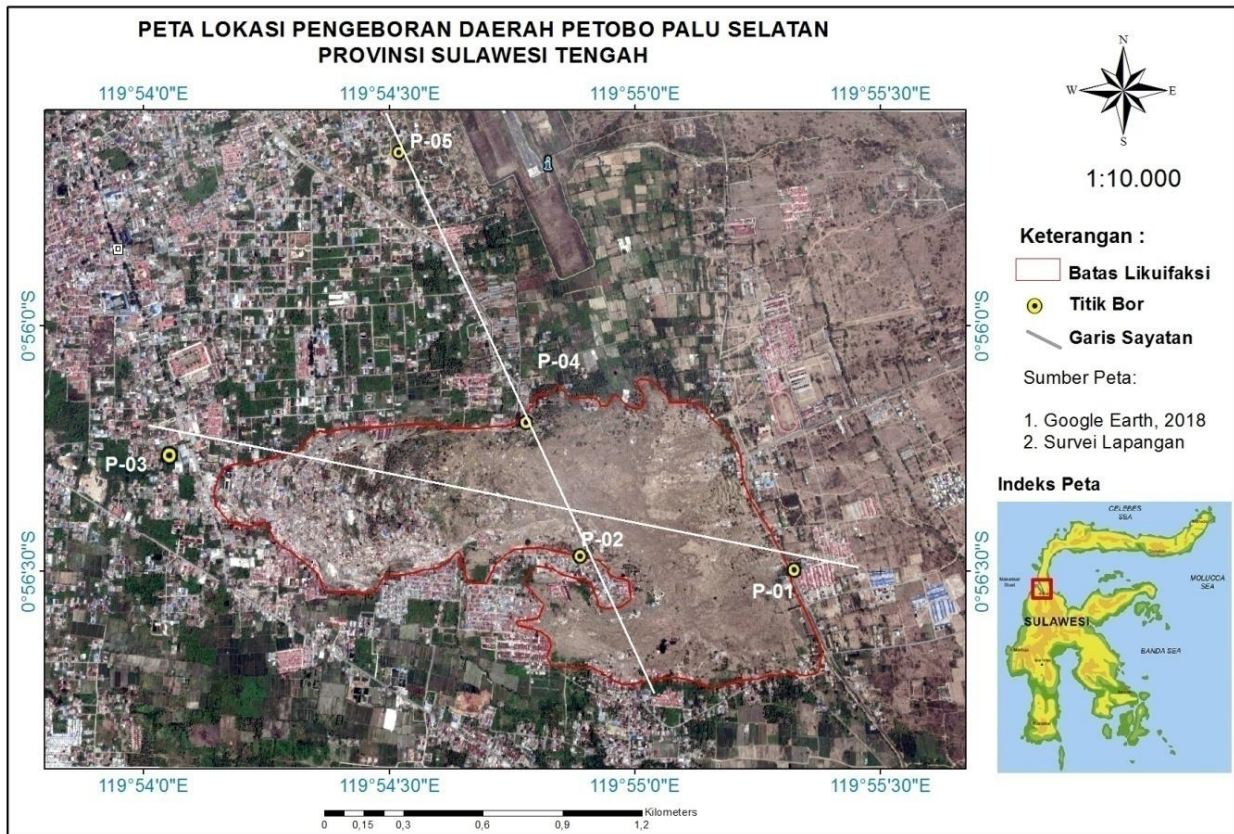 PETA LOKASI PENGEBORAN DAERAH PETOBO PALU SELATAN
PROVINSI SULAWESI TENGAH
119°54'0"E 119°54'30"E 119°55'0"E 119°55'30"E
P-05
0°56'0"S 0°56'0"S
P-04
P-03
P-02
P-01
0°56'30"S 0°56'30"S
119°54'0"E 119°54'30"E 119°55'0"E 119°55'30"E
Kilometers
0 0,15 0,3 0,6 0,9 1,2
N
W E
S
1:10.000
Keterangan :
Batas Likuifaksi
Titik Bor
Garis Sayatan
Sumber Peta:
1. Google Earth, 2018
2. Survei Lapangan
Indeks Peta
CELEBES
SEA
MOLUCCA
SEA
SULAWESI
BANDA SEA